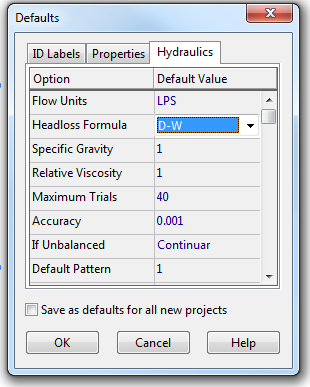 Defaults
ID Labels Properties Hydraulics
Option Default Value
Flow Units LPS
Headloss Formula D-W
Specific Gravity 1
Relative Viscosity 1
Maximum Trials 40
Accuracy 0.001
If Unbalanced Continuar
Default Pattern 1
Save as defaults for all new projects
OK Cancel Help